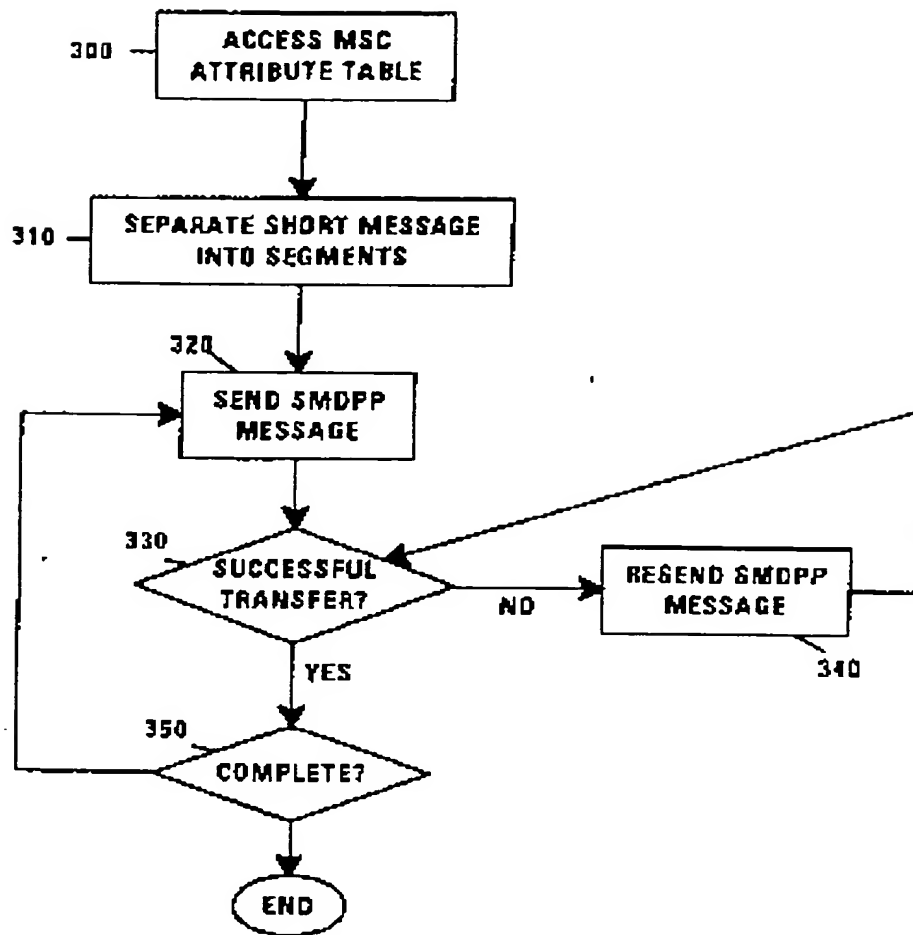 300
ACCESS MSC
ATTRIBUTE TABLE
310
SEPARATE SHORT MESSAGE
INTO SEGMENTS
320
SEND SMDPP
MESSAGE
330
SUCCESSFUL
TRANSFER?
NO
RESEND SMDPP
MESSAGE
340
YES
350
COMPLETE?
END